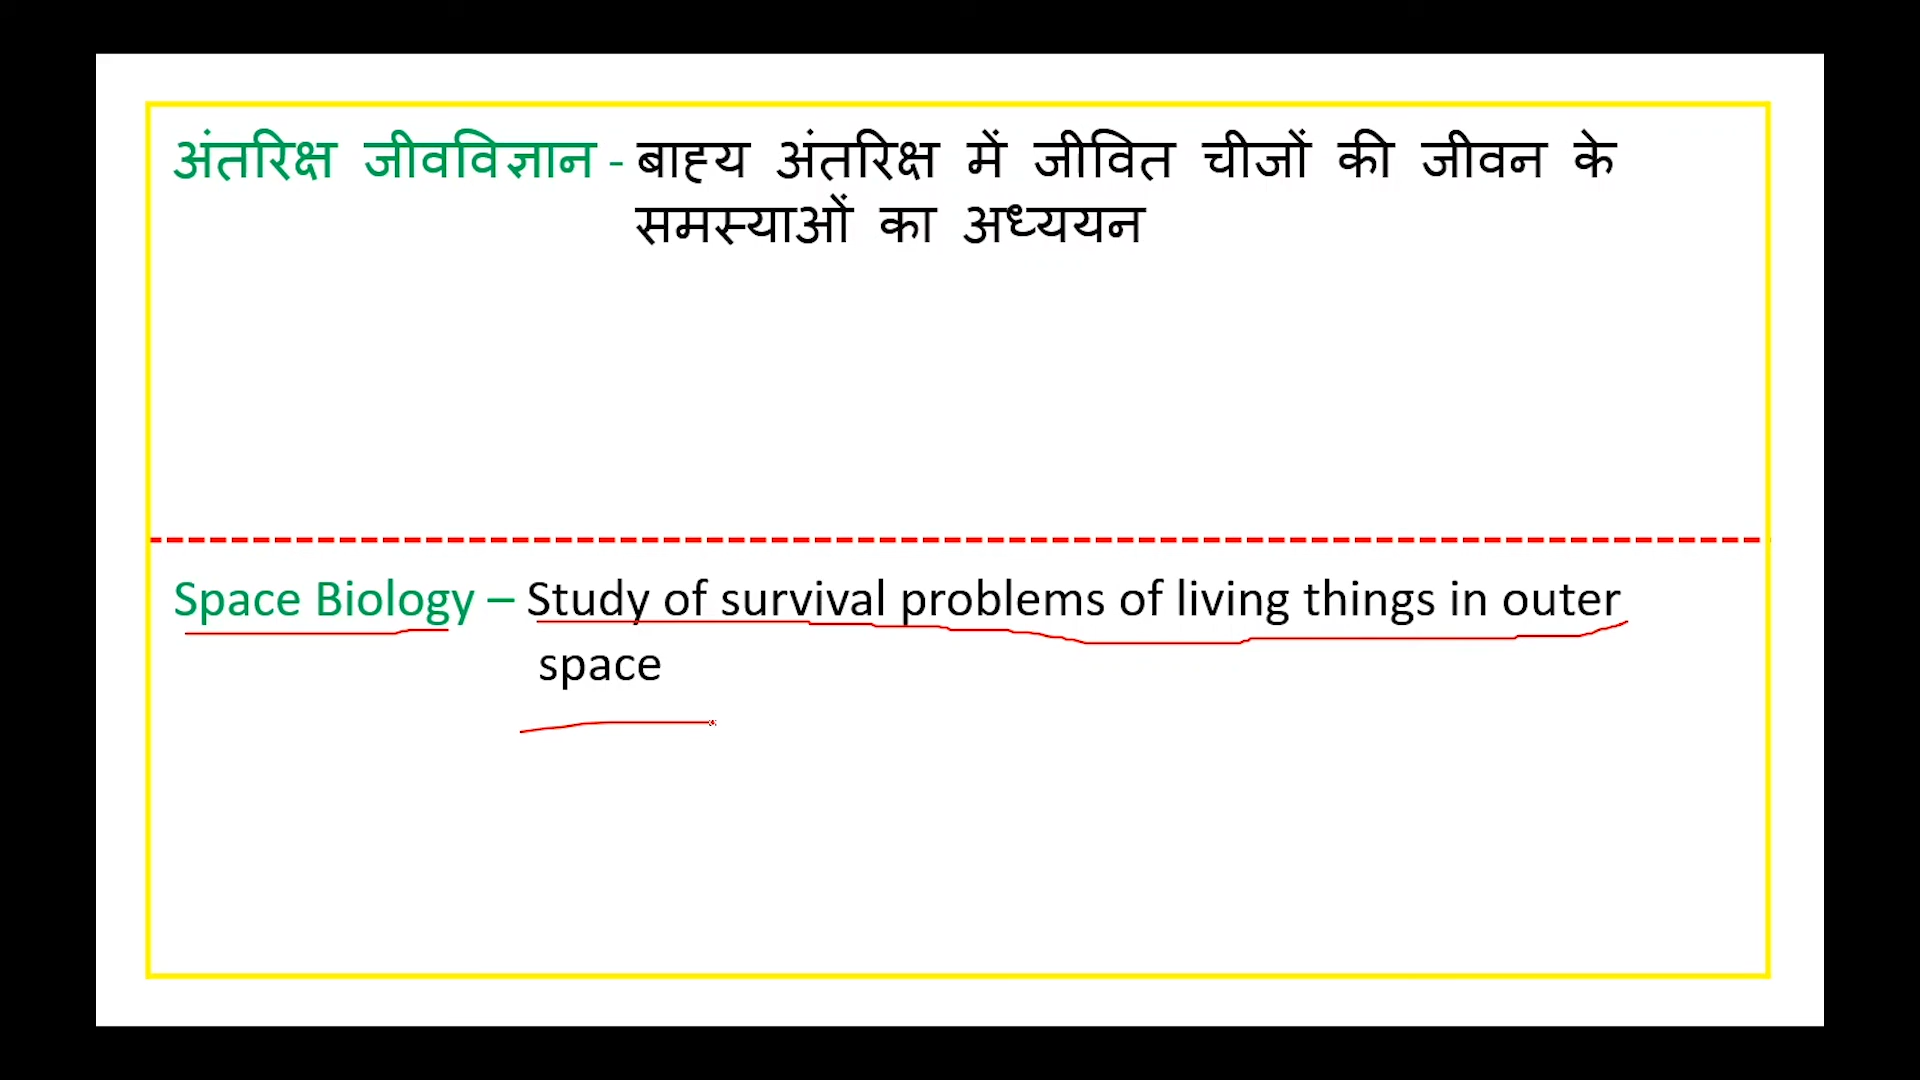 अंतरिक्ष जीवविज्ञान - बाह्य अंतरिक्ष में जीवित चीजों की जीवन के
समस्याओं का अध्ययन
Space Biology – Study of survival problems of living things in outer
space